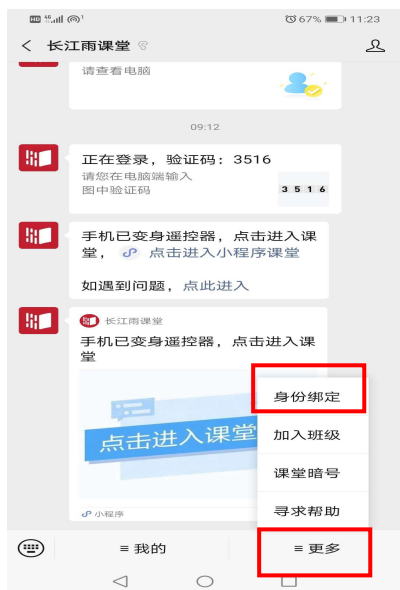 HD 46 67% 11:23
长江雨课堂
请查看电脑
09:12
正在登录，验证码：3516
请您在电脑端输入
图中验证码
3 5 1 6
手机已变身遥控器，点击进入课
堂， 点击进入小程序课堂
如遇到问题，点此进入
长江雨课堂
手机已变身遥控器，点击进入课
堂
点击进入课堂
小程序
身份绑定
加入班级
课堂暗号
寻求帮助
≡ 我的
≡ 更多